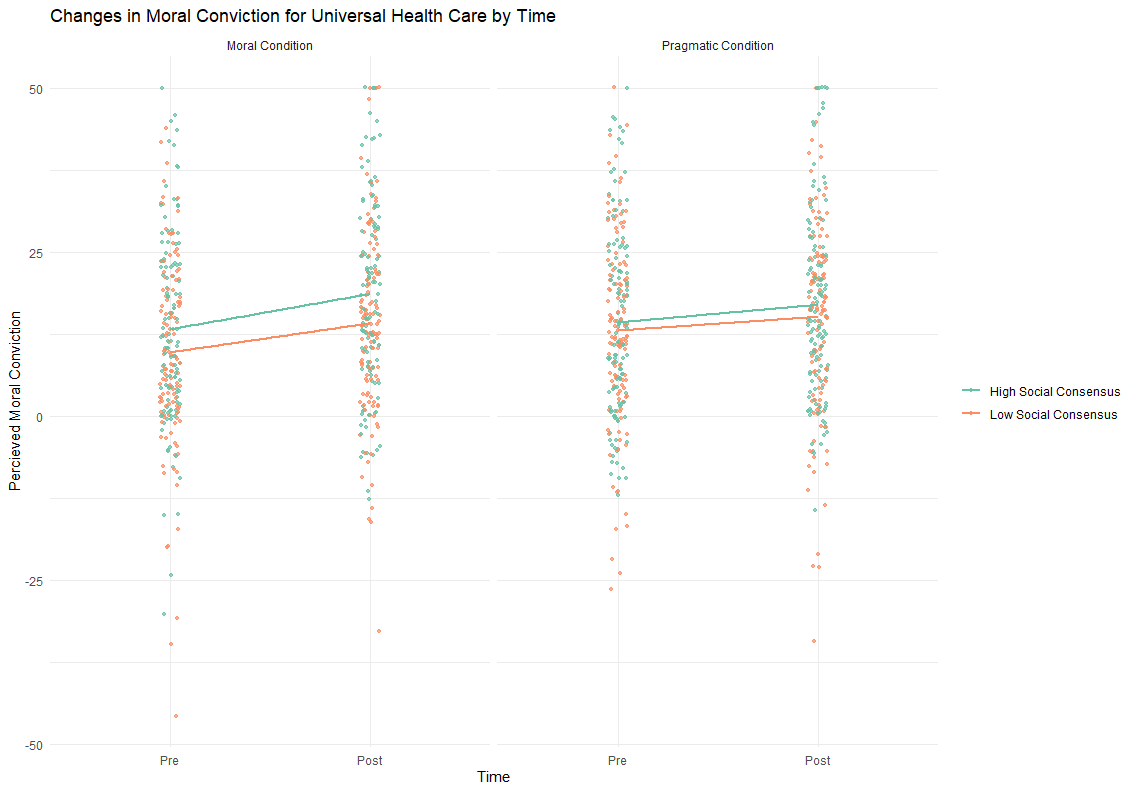 Changes in Moral Conviction for Universal Health Care by Time
Moral Condition
Pragmatic Condition
50
25
0
-25
-50
Percieved Moral Conviction
Pre
Post
Pre
Post
Time
High Social Consensus
Low Social Consensus